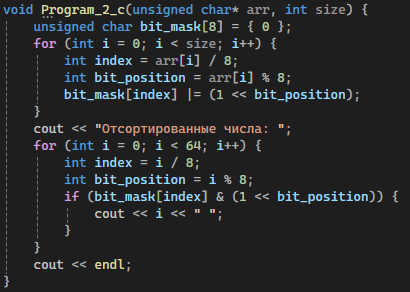 void Program_2_c(unsigned char* arr, int size) {
    unsigned char bit_mask[8] = { 0 };
    for (int i = 0; i < size; i++) {
        int index = arr[i] / 8;
        int bit_position = arr[i] % 8;
        bit_mask[index] |= (1 << bit_position);
    }
    cout << "Отсортированные числа: ";
    for (int i = 0; i < 64; i++) {
        int index = i / 8;
        int bit_position = i % 8;
        if (bit_mask[index] & (1 << bit_position)) {
            cout << i << " ";
        }
    }
    cout << endl;
}